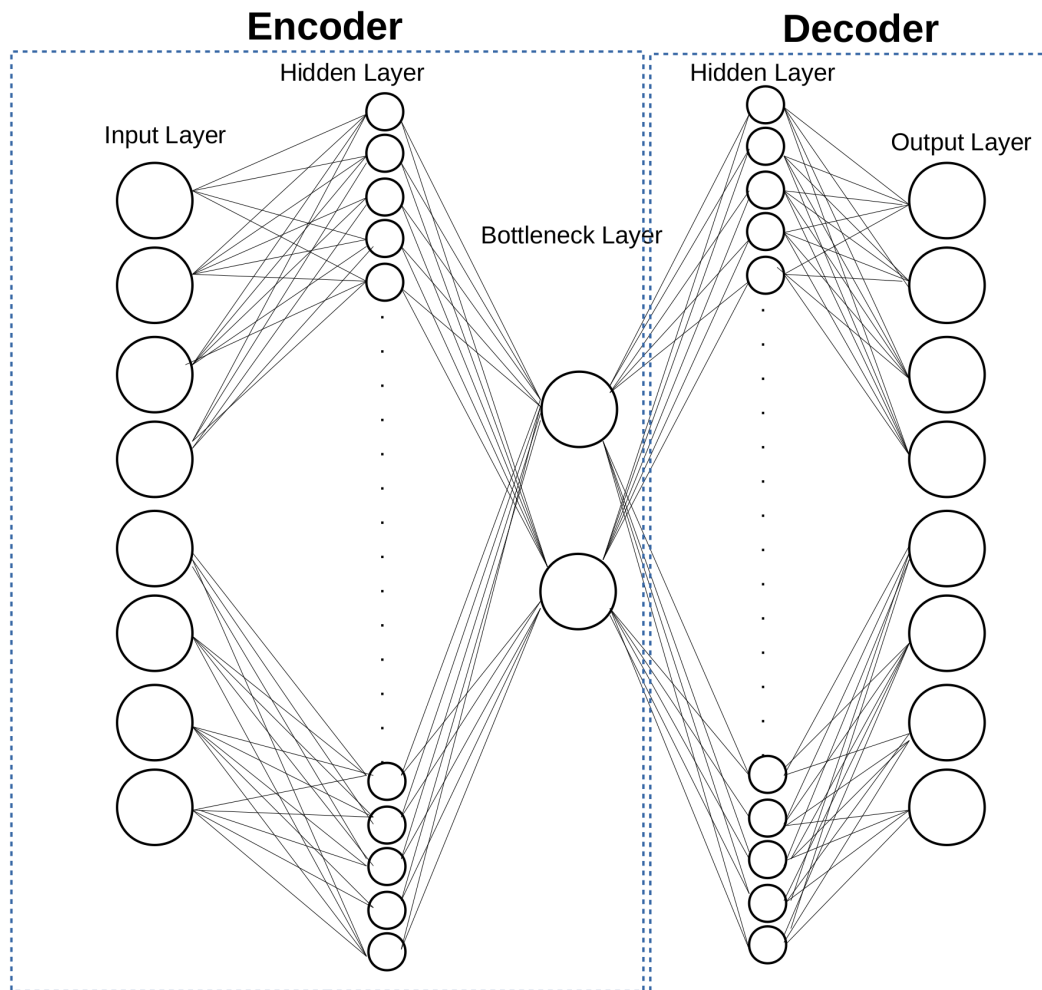 Encoder
Decoder
Hidden Layer
Hidden Layer
Input Layer
Output Layer
Bottleneck Layer